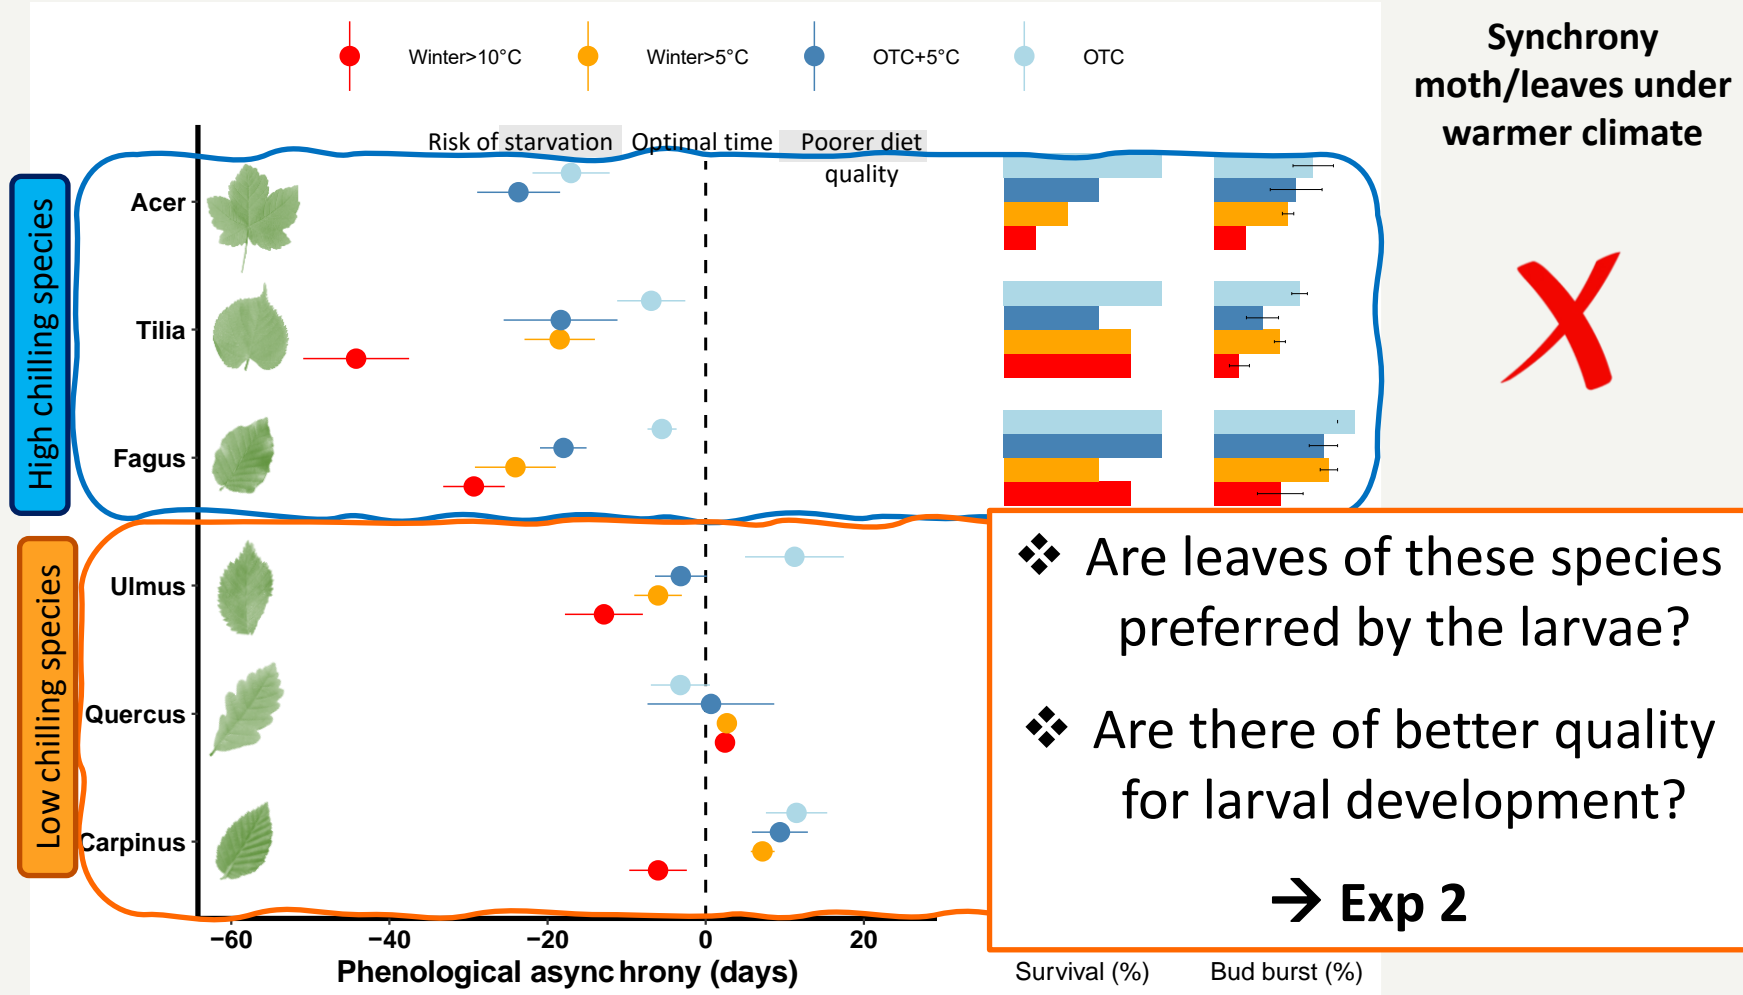 Winter>10°C Winter>5°C OTC+5°C OTC
Synchrony
moth/leaves under
warmer climate
Risk of starvation Optimal time Poorer diet
quality
High chilling species
Acer
Tilia
Fagus
Low chilling species
Ulmus
Quercus
Carpinus
❖ Are leaves of these species
preferred by the larvae?
❖ Are there of better quality
for larval development?
→ Exp 2
−60 −40 −20 0 20
Phenological asynchrony (days)
Survival (%) Bud burst (%)